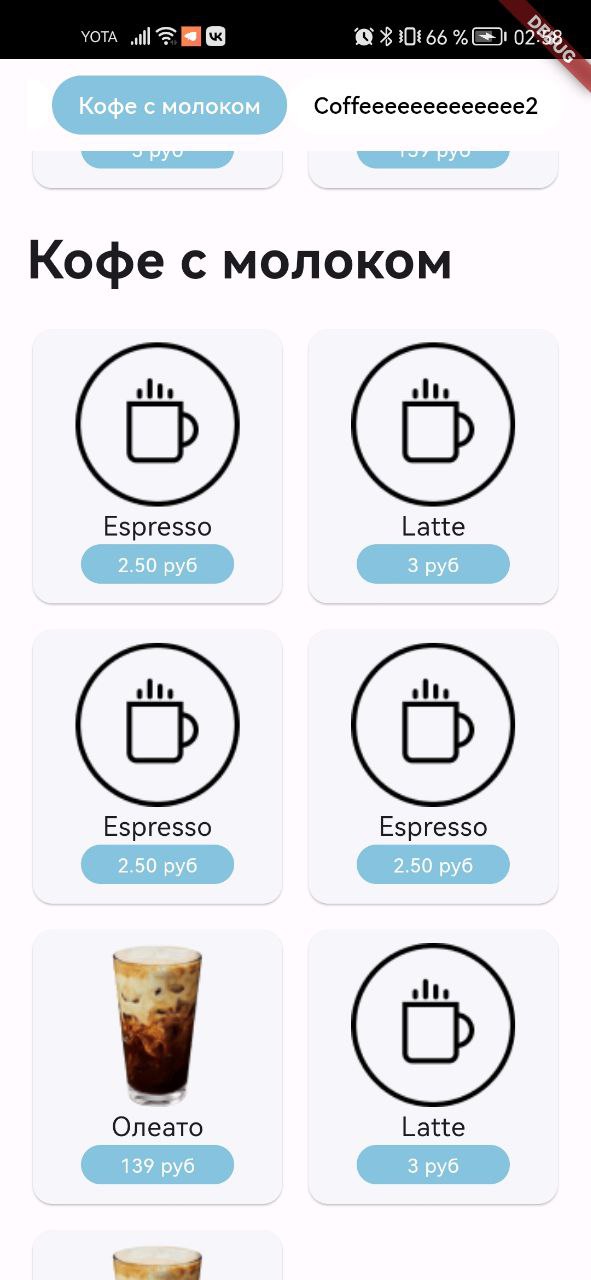 YOTA 66 % 02:38
DEBUG
Кофе с молоком Coffeeeeeeeeeeeee2
3 руб 139 руб
Кофе с молоком
Espresso Latte
2.50 руб 3 руб
Espresso Espresso
2.50 руб 2.50 руб
Олеато Latte
139 руб 3 руб